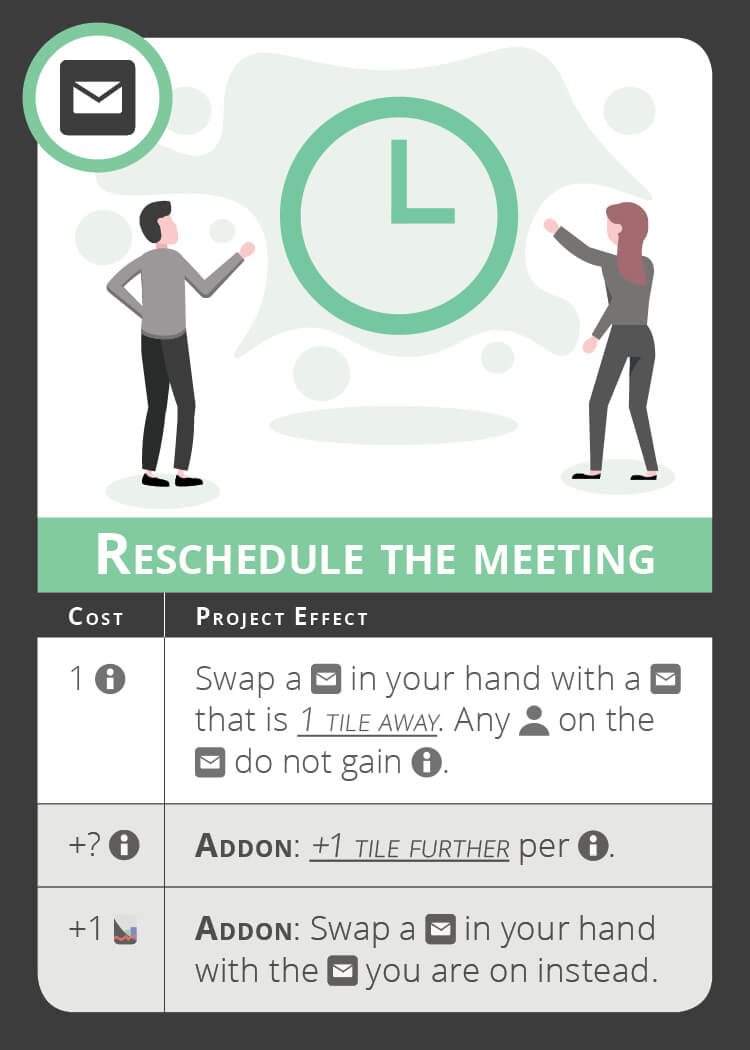 Reschedule the meeting
Cost Project Effect
1 Swap a in your hand with a
that is 1 tile away. Any on the
do not gain .
+? Addon: +1 tile further per .
+1 Addon: Swap a in your hand
with the you are on instead.